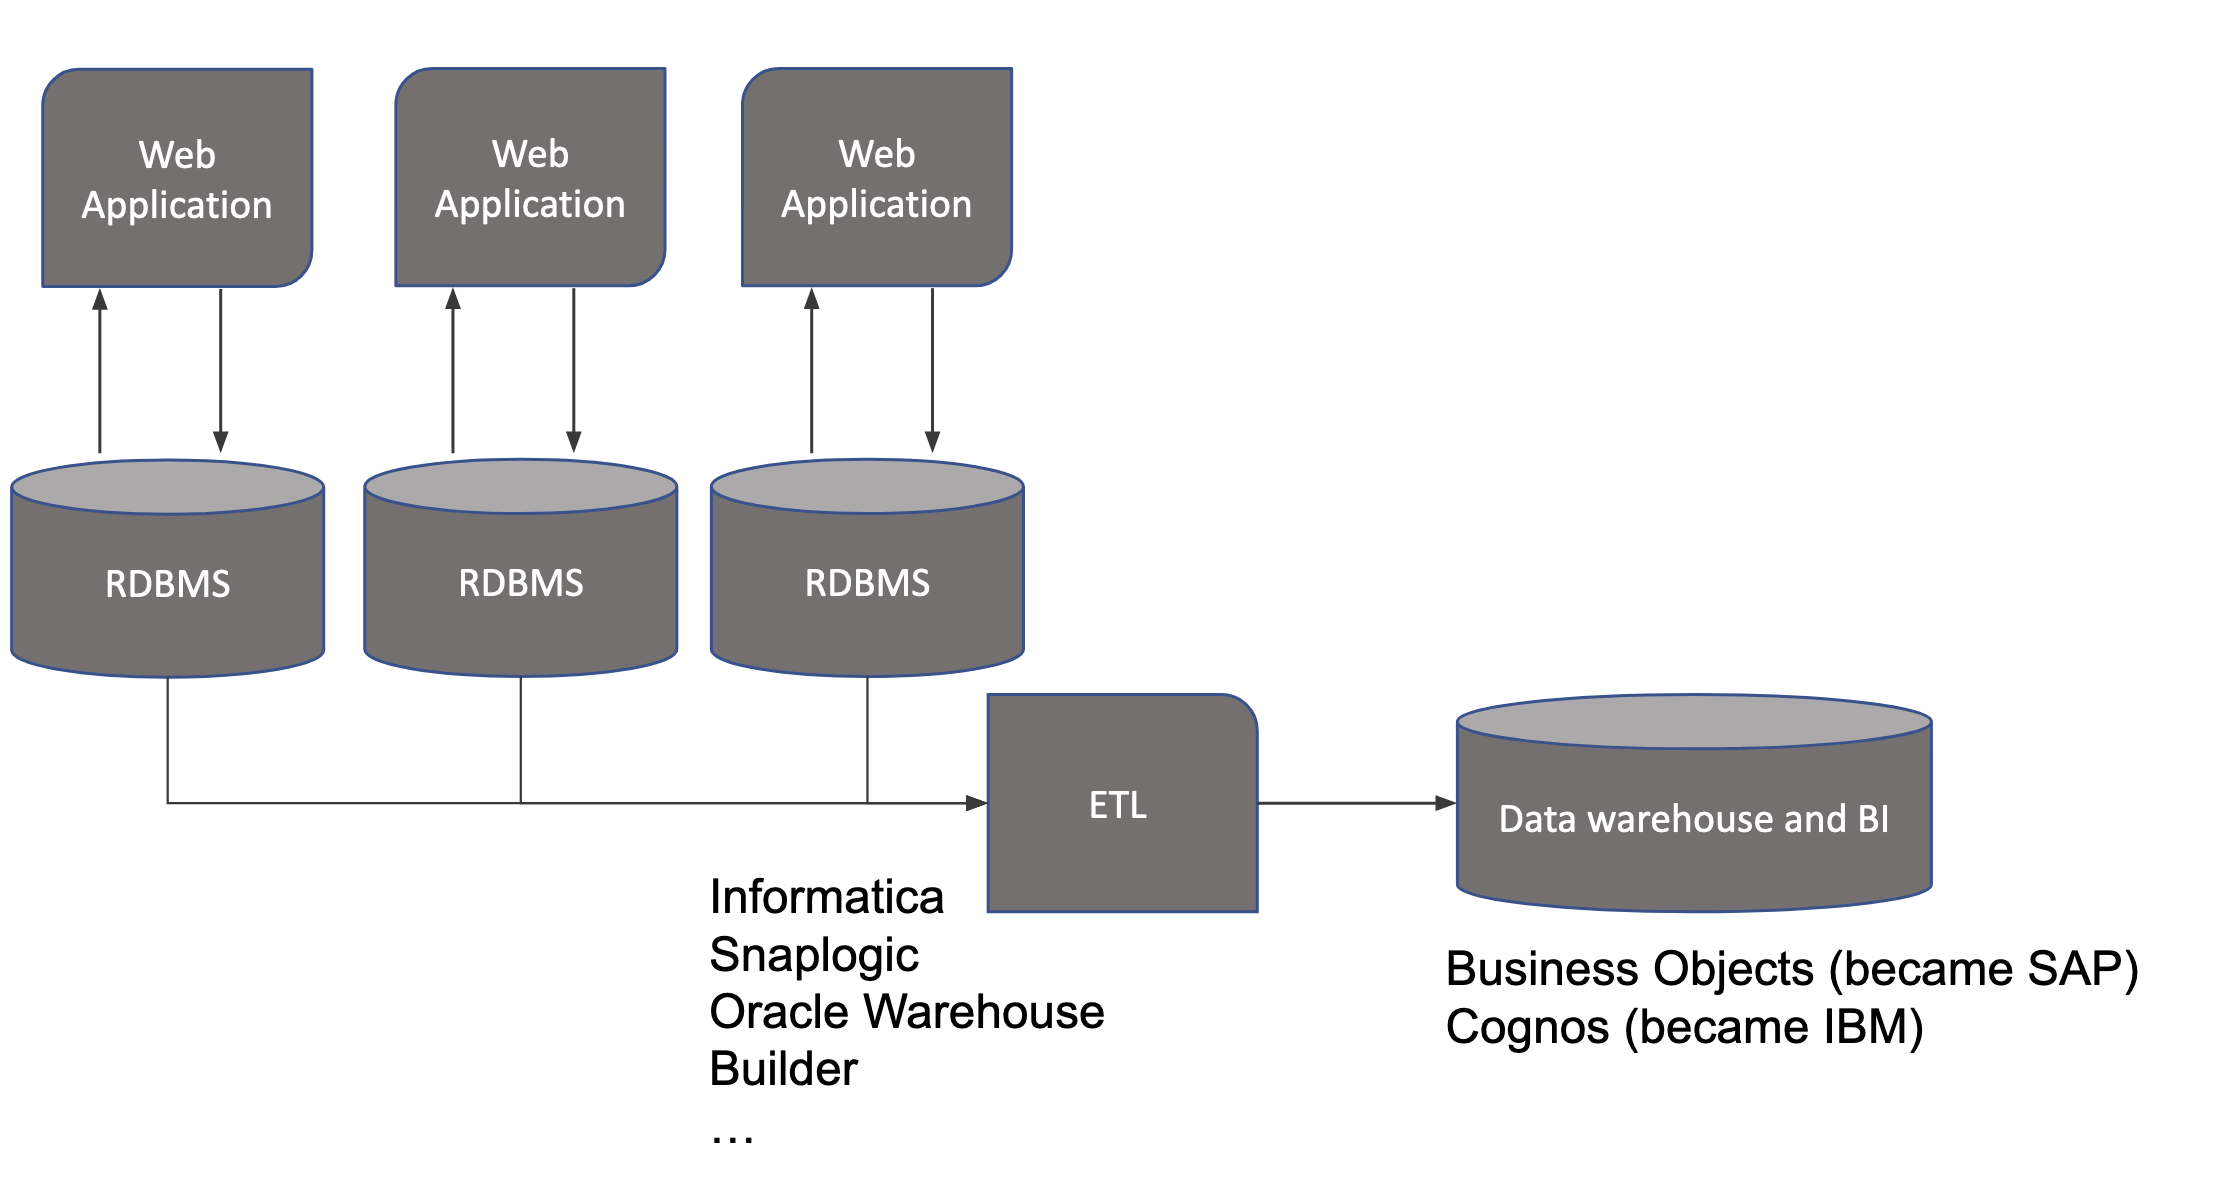 Web
Application
Web
Application
Web
Application
RDBMS
RDBMS
RDBMS
ETL
Data warehouse and BI
Informatica
Snaplogic
Oracle Warehouse
Builder
…
Business Objects (became SAP)
Cognos (became IBM)